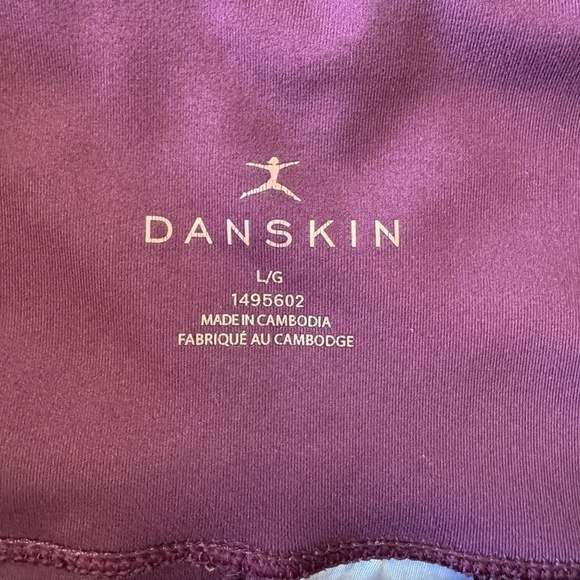 DANSKIN
L/G
1495602
MADE IN CAMBODIA
FABRIQUÉ AU CAMBODGE